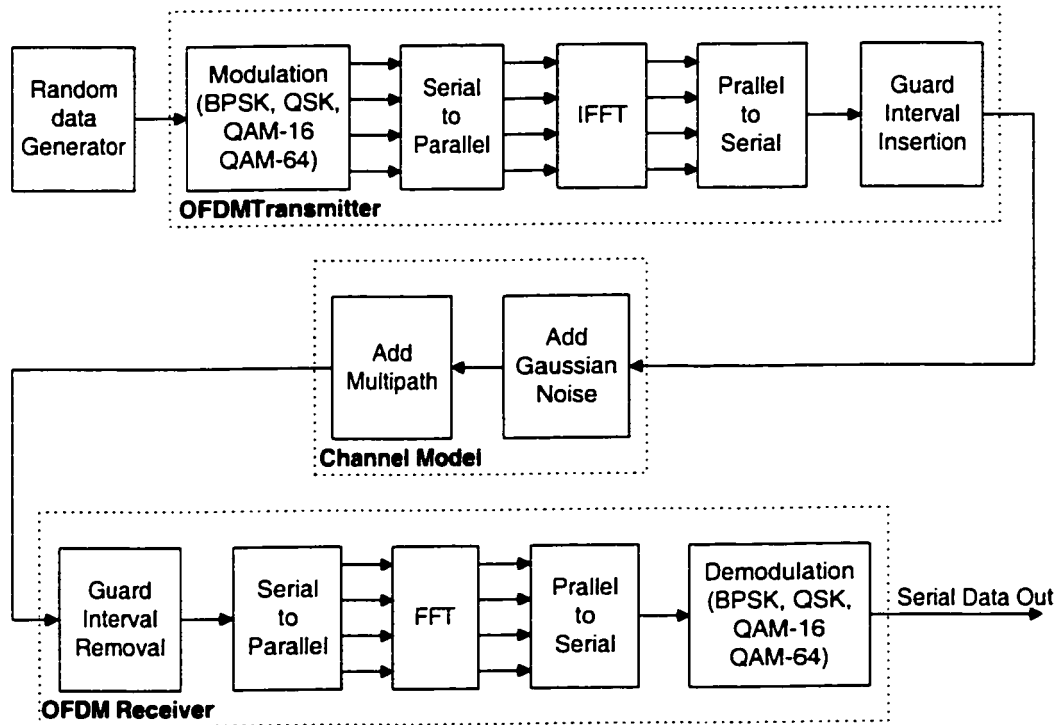 Random
data
Generator
Modulation
(BPSK, QSK,
QAM-16
QAM-64)
Serial
to
Parallel
IFFT
Prallel
to
Serial
Guard
Interval
Insertion
OFDMTransmitter
Add
Multipath
Add
Gaussian
Noise
Channel Model
Guard
Interval
Removal
Serial
to
Parallel
FFT
Prallel
to
Serial
Demodulation
(BPSK, QSK,
QAM-16
QAM-64)
Serial Data Out
OFDM Receiver